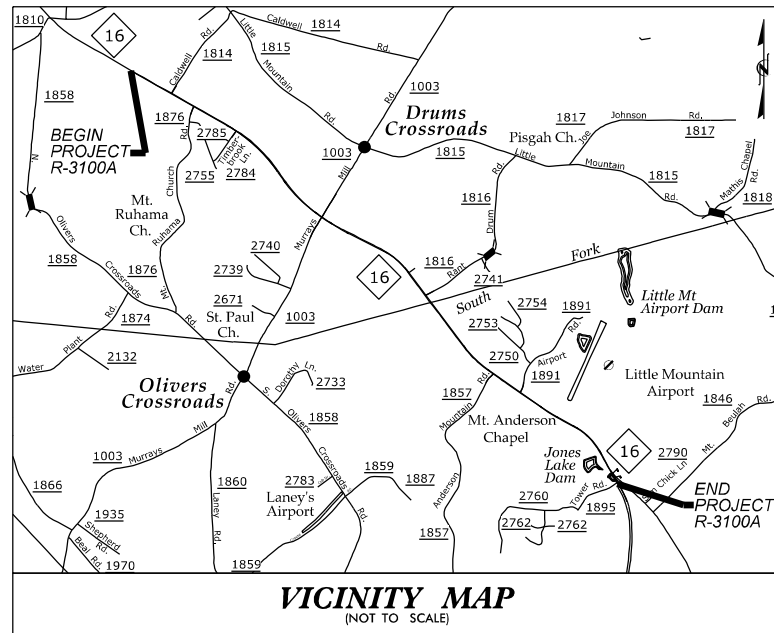 1810
16
Caldwell
1814
Rd.
Little
1815
Mountain
Rd.
Caldwell
Rd.
1814
1858
1003
Rd.
BEGIN
PROJECT
R-3100A
1876
Rd.
2785
Timber-
brook
Ln.
2755
2784
Drums
Crossroads
1003
Mill
1815
Pisgah Ch.
1817
Joe
Johnson
Rd.
1817
Little
Mountain
1815
Rd.
Mathis
Chapel
Rd.
1818
N.
Mt.
Ruhama
Ch.
Church
Ruhama
Mt.
Olivers
1858
Crossroads
1876
Rd.
Murrays
2740
2739
2671
St. Paul
Ch.
1003
16
1816
Rd.
Drum
1816
Rant
2741
South
Fork
Little Mt
Airport Dam
1874
Rd.
Plant
Water
2132
2754
2753
2750
1891
Rd.
Airport
1891
Little Mountain
Airport
Olivers
Crossroads
Rd.
S.
Dorothy
Ln.
2733
Olivers
1858
Crossroads
Rd.
1857
Rd.
Mountain
Anderson
1857
Mt. Anderson
Chapel
1846
Rd.
Beulah
Mt.
2790
Chick Ln
16
1003
Murrays
Mill
1866
1860
Laney
Rd.
2783
Laney's
Airport
1859
1887
1859
1935
Shepherd
Rd.
Beal
Rd.
1970
Jones
Lake
Dam
Tower
Rd.
1895
2760
2762
2762
END
PROJECT
R-3100A
VICINITY MAP
(NOT TO SCALE)